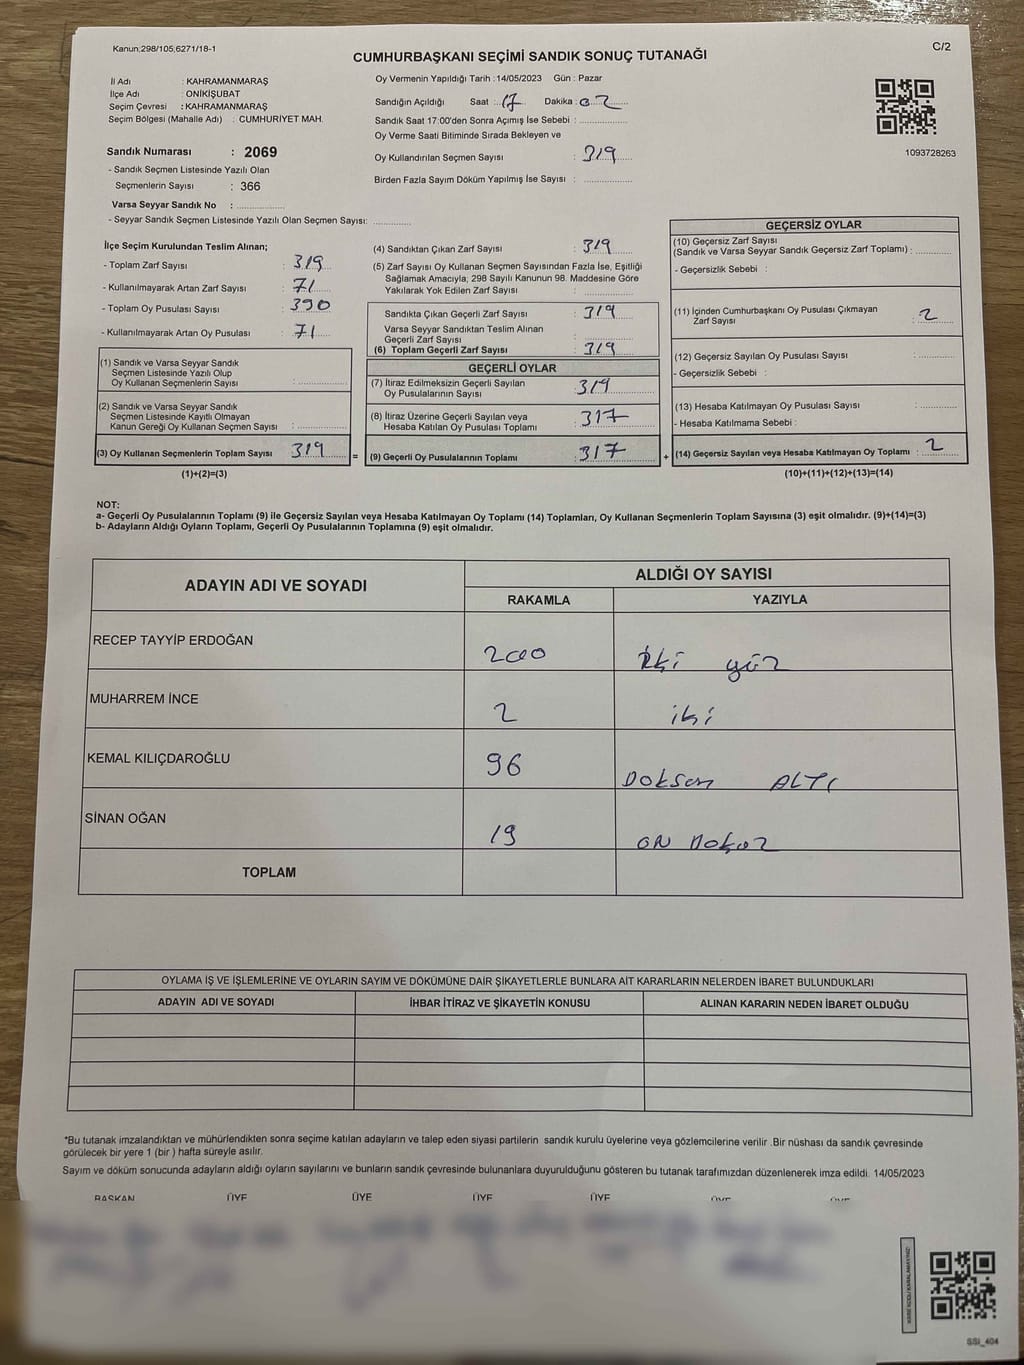 Kanun;298/105,6271/18-1
C/2
CUMHURBAŞKANI SEÇİMİ SANDIK SONUÇ TUTANAĞI
İl Adı : KAHRAMANMARAŞ
İlçe Adı : ONİKİŞUBAT
Seçim Çevresi : KAHRAMANMARAŞ
Seçim Bölgesi (Mahalle Adı) : CUMHURİYET MAH.
Sandık Numarası : 2069
- Sandık Seçmen Listesinde Yazılı Olan
Seçmenlerin Sayısı : 366
Varsa Seyyar Sandık No : ..............
- Seyyar Sandık Seçmen Listesinde Yazılı Olan Seçmen Sayısı: ............
Oy Vermenin Yapıldığı Tarih :14/05/2023 Gün : Pazar
Sandığın Açıldığı Saat : 17 Dakika : 02
Sandık Saat 17:00'den Sonra Açımış İse Sebebi : ..............
Oy Verme Saati Bitiminde Sırada Bekleyen ve
Oy Kullandırılan Seçmen Sayısı : 319
Birden Fazla Sayım Döküm Yapılmış İse Sayısı : ..............
1093728263
İlçe Seçim Kurulundan Teslim Alınan;
- Toplam Zarf Sayısı : 319
- Kullanılmayarak Artan Zarf Sayısı : 71
- Toplam Oy Pusulası Sayısı : 390
- Kullanılmayarak Artan Oy Pusulası : 71
(1) Sandık ve Varsa Seyyar Sandık
Seçmen Listesinde Yazılı Olup
Oy Kullanan Seçmenlerin Sayısı : ..............
(2) Sandık ve Varsa Seyyar Sandık
Seçmen Listesinde Kayıtlı Olmayan
Kanun Gereği Oy Kullanan Seçmen Sayısı : ..............
(3) Oy Kullanan Seçmenlerin Toplam Sayısı : 319
(1)+(2)=(3)
=
(4) Sandıktan Çıkan Zarf Sayısı : 319
(5) Zarf Sayısı Oy Kullanan Seçmen Sayısından Fazla İse, Eşitliği
Sağlamak Amacıyla; 298 Sayılı Kanunun 98. Maddesine Göre
Yakılarak Yok Edilen Zarf Sayısı : ..............
Sandıkta Çıkan Geçerli Zarf Sayısı : 319
Varsa Seyyar Sandıktan Teslim Alınan
Geçerli Zarf Sayısı : ..............
(6) Toplam Geçerli Zarf Sayısı : 319
GEÇERLİ OYLAR
(7) İtiraz Edilmeksizin Geçerli Sayılan
Oy Pusulalarının Sayısı : 319
(8) İtiraz Üzerine Geçerli Sayılan veya
Hesaba Katılan Oy Pusulası Toplamı : 317
(9) Geçerli Oy Pusulalarının Toplamı : 317
+
GEÇERSİZ OYLAR
(10) Geçersiz Zarf Sayısı
(Sandık ve Varsa Seyyar Sandık Geçersiz Zarf Toplamı) : ..............
- Geçersizlik Sebebi :
(11) İçinden Cumhurbaşkanı Oy Pusulası Çıkmayan
Zarf Sayısı : 2
(12) Geçersiz Sayılan Oy Pusulası Sayısı : ..............
- Geçersizlik Sebebi :
(13) Hesaba Katılmayan Oy Pusulası Sayısı : ..............
- Hesaba Katılmama Sebebi :
(14) Geçersiz Sayılan veya Hesaba Katılmayan Oy Toplamı : 2
(10)+(11)+(12)+(13)=(14)
NOT:
a- Geçerli Oy Pusulalarının Toplamı (9) ile Geçersiz Sayılan veya Hesaba Katılmayan Oy Toplamı (14) Toplamları, Oy Kullanan Seçmenlerin Toplam Sayısına (3) eşit olmalıdır. (9)+(14)=(3)
b- Adayların Aldığı Oyların Toplamı, Geçerli Oy Pusulalarının Toplamına (9) eşit olmalıdır.
ADAYIN ADI VE SOYADI ALDIĞI OY SAYISI
RAKAMLA YAZIYLA
RECEP TAYYİP ERDOĞAN 200 iki yüz
MUHARREM İNCE 2 iki
KEMAL KILIÇDAROĞLU 96 DOKSan ALTI
SİNAN OĞAN 19 ON DOKuz
TOPLAM
OYLAMA İŞ VE İŞLEMLERİNE VE OYLARIN SAYIM VE DÖKÜMÜNE DAİR ŞİKAYETLERLE BUNLARA AİT KARARLARIN NELERDEN İBARET BULUNDUKLARI
ADAYIN ADI VE SOYADI İHBAR İTİRAZ VE ŞİKAYETİN KONUSU ALINAN KARARIN NEDEN İBARET OLDUĞU
*Bu tutanak imzalandıktan ve mühürlendikten sonra seçime katılan adayların ve talep eden siyasi partilerin sandık kurulu üyelerine veya gözlemcilerine verilir .Bir nüshası da sandık çevresinde
görülecek bir yere 1 (bir ) hafta süreyle asılır.
Sayım ve döküm sonucunda adayların aldığı oyların sayılarını ve bunların sandık çevresinde bulunanlara duyurulduğunu gösteren bu tutanak tarafımızdan düzenlenerek imza edildi. 14/05/2023
BAŞKAN ÜYE ÜYE ÜYE ÜYE ÜYE ÜYE
SSI_404